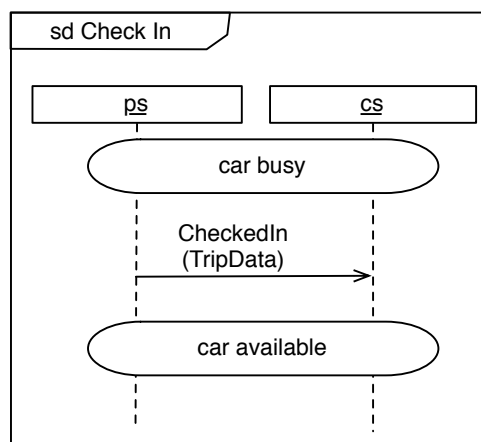 sd Check In
ps
cs
car busy
CheckedIn
(TripData)
car available